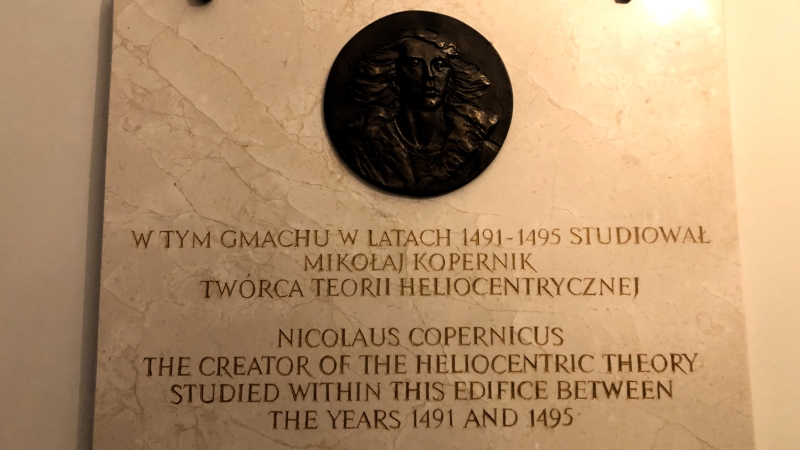 W TYM GMACHU W LATACH 1491-1495 STUDIOWAŁ
MIKOŁAJ KOPERNIK
TWÓRCA TEORII HELIOCENTRYCZNEJ
NICOLAUS COPERNICUS
THE CREATOR OF THE HELIOCENTRIC THEORY
STUDIED WITHIN THIS EDIFICE BETWEEN
THE YEARS 1491 AND 1495